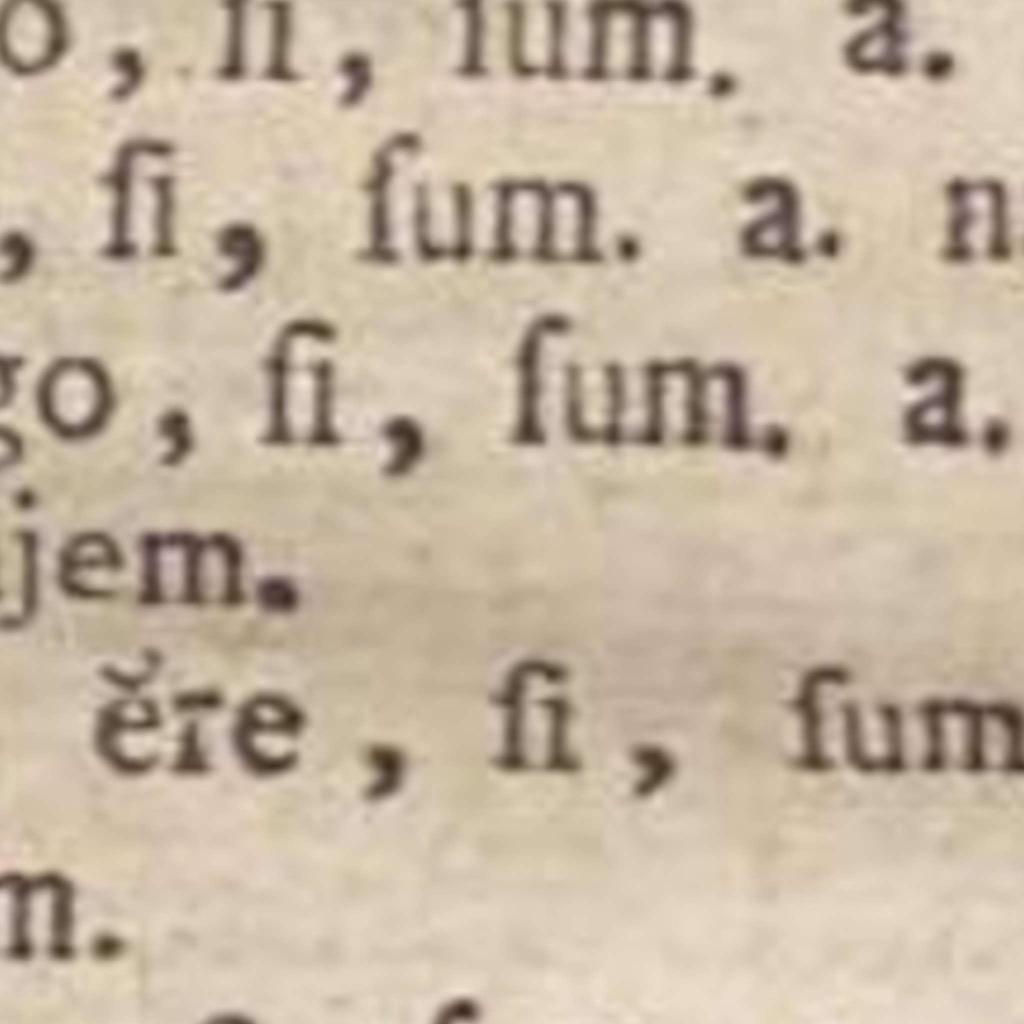 o, ſi, ſum. a.
, ſi, ſum. a. n
go, ſi, ſum. a.
jem.
ĕre, ſi, ſum
m.